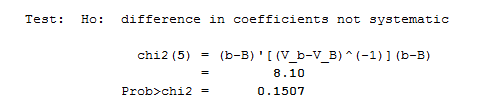 Test: Ho: difference in coefficients not systematic
chi2(5) = (b-B)'[(V_b-V_B)^(-1)](b-B)
= 8.10
Prob>chi2 = 0.1507